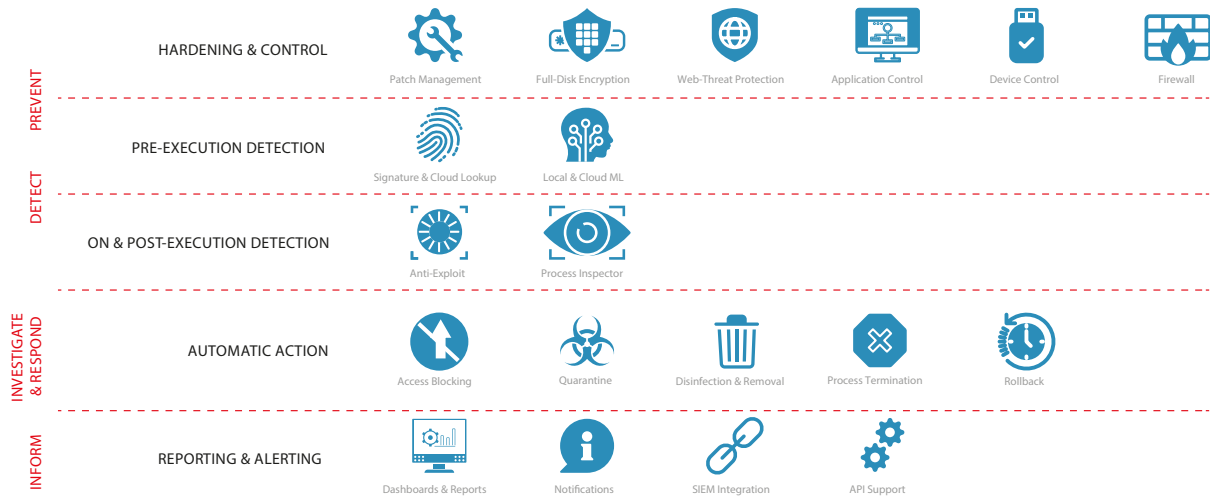 PREVENT
HARDENING & CONTROL
Patch Management
Full-Disk Encryption
Web-Threat Protection
Application Control
Device Control
Firewall
PRE-EXECUTION DETECTION
Signature & Cloud Lookup
Local & Cloud ML
DETECT
ON & POST-EXECUTION DETECTION
Anti-Exploit
Process Inspector
INVESTIGATE
& RESPOND
AUTOMATIC ACTION
Access Blocking
Quarantine
Disinfection & Removal
Process Termination
Rollback
INFORM
REPORTING & ALERTING
Dashboards & Reports
Notifications
SIEM Integration
API Support